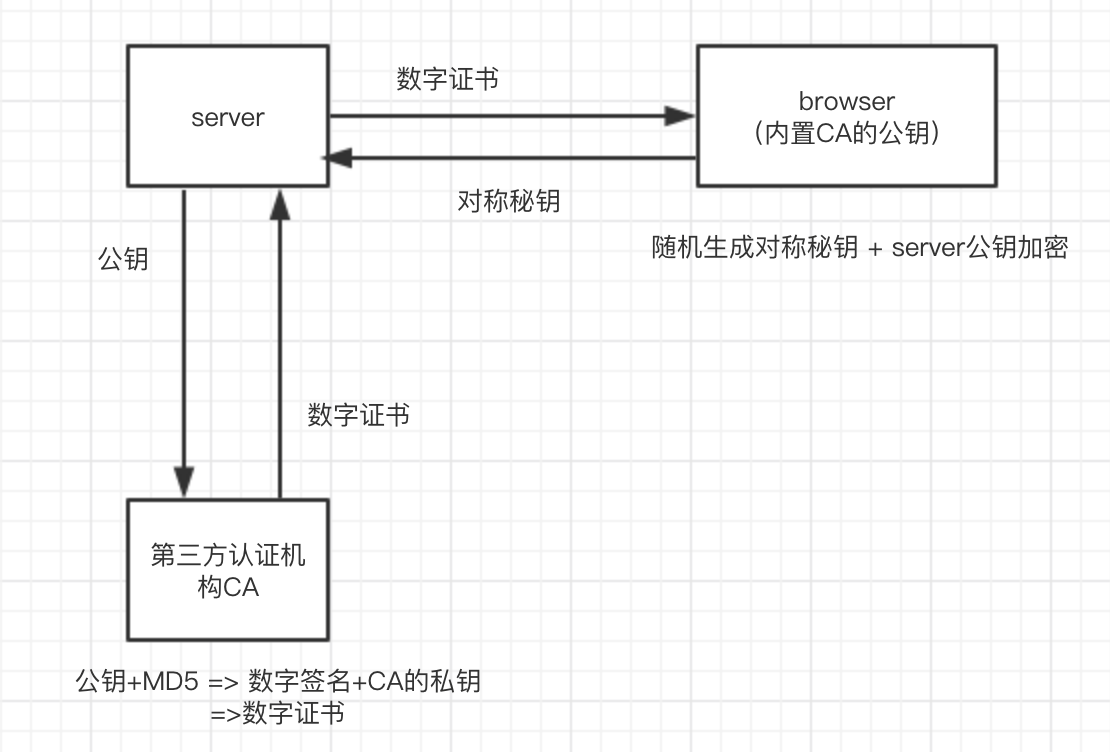 数字证书
server
browser
（内置CA的公钥）
对称秘钥
公钥
随机生成对称秘钥 + server公钥加密
数字证书
第三方认证机
构CA
公钥+MD5 => 数字签名+CA的私钥
=>数字证书